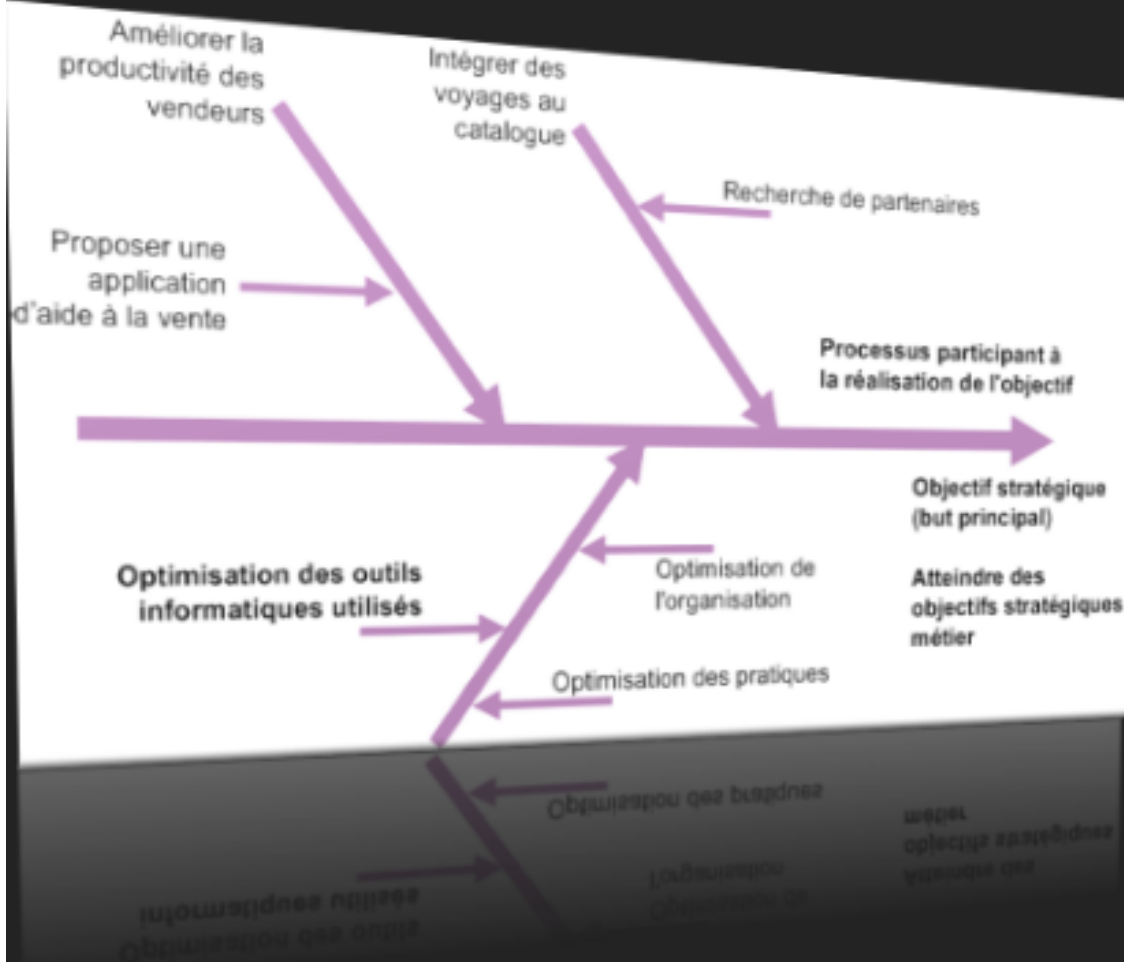 Améliorer la
productivité des
vendeurs
Intégrer des
voyages au
catalogue
Recherche de partenaires
Proposer une
application
d'aide à la vente
Processus participant à
la réalisation de l'objectif
Objectif stratégique
(but principal)
Atteindre des
objectifs stratégiques
métier
Optimisation des outils
informatiques utilisés
Optimisation de
l'organisation
Optimisation des pratiques